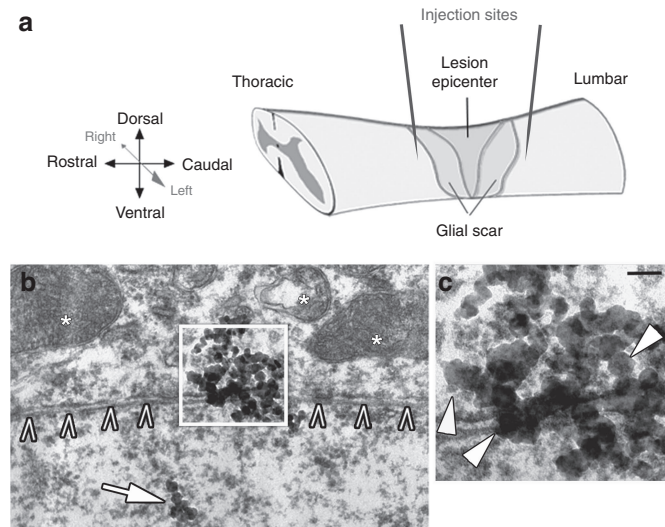 a
Injection sites
Lesion
epicenter
Thoracic
Lumbar
Dorsal
Right
Rostral
Caudal
Left
Ventral
Glial scar
b
*
*
*
c